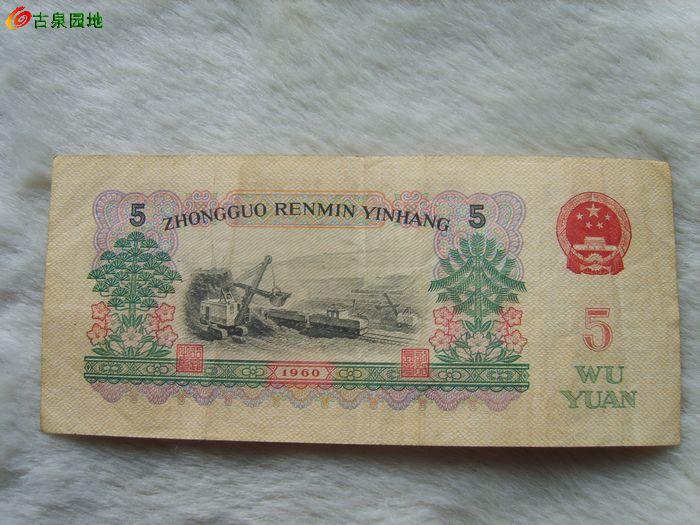 古泉园地
5 ZHONGGUO RENMIN YINHANG 5
1960
5
WU
YUAN